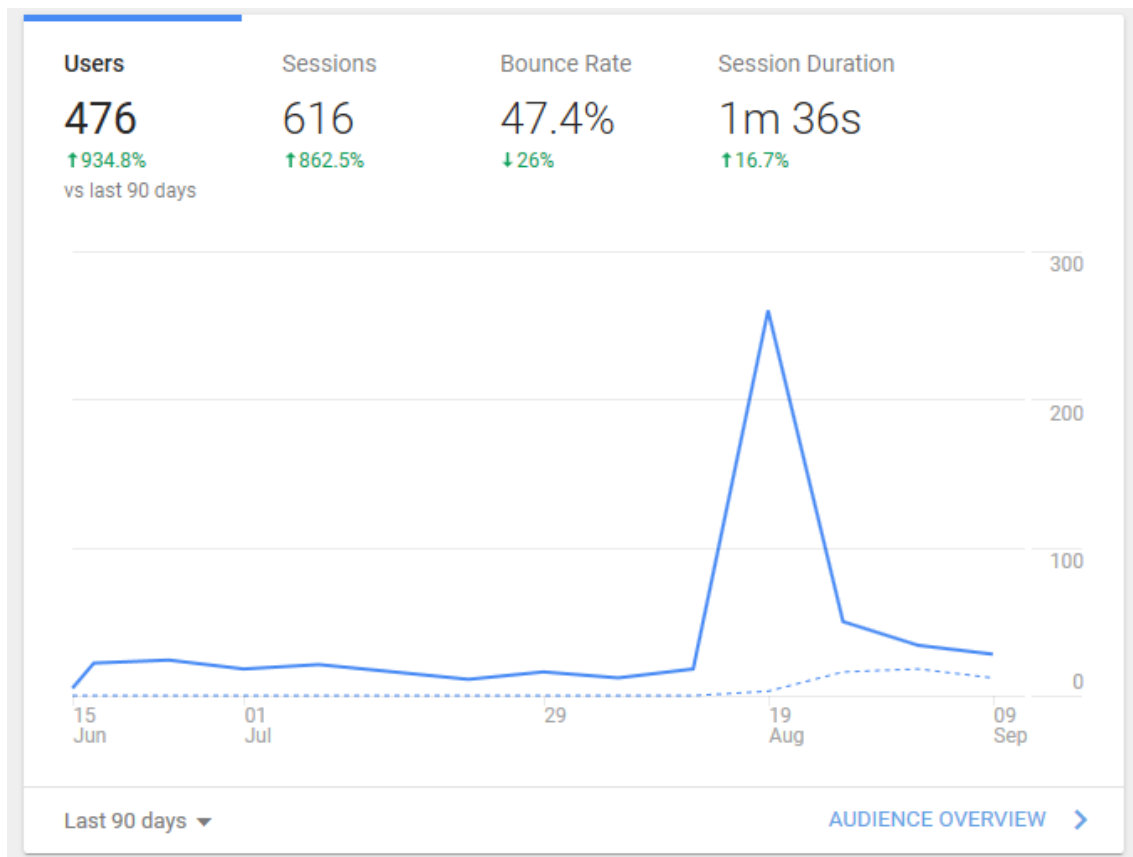 Users Sessions Bounce Rate Session Duration
476 616 47.4% 1m 36s
↑934.8% ↑862.5% ↓26% ↑16.7%
vs last 90 days
300
200
100
0
15 01 29 19 09
Jun Jul Aug Sep
Last 90 days AUDIENCE OVERVIEW